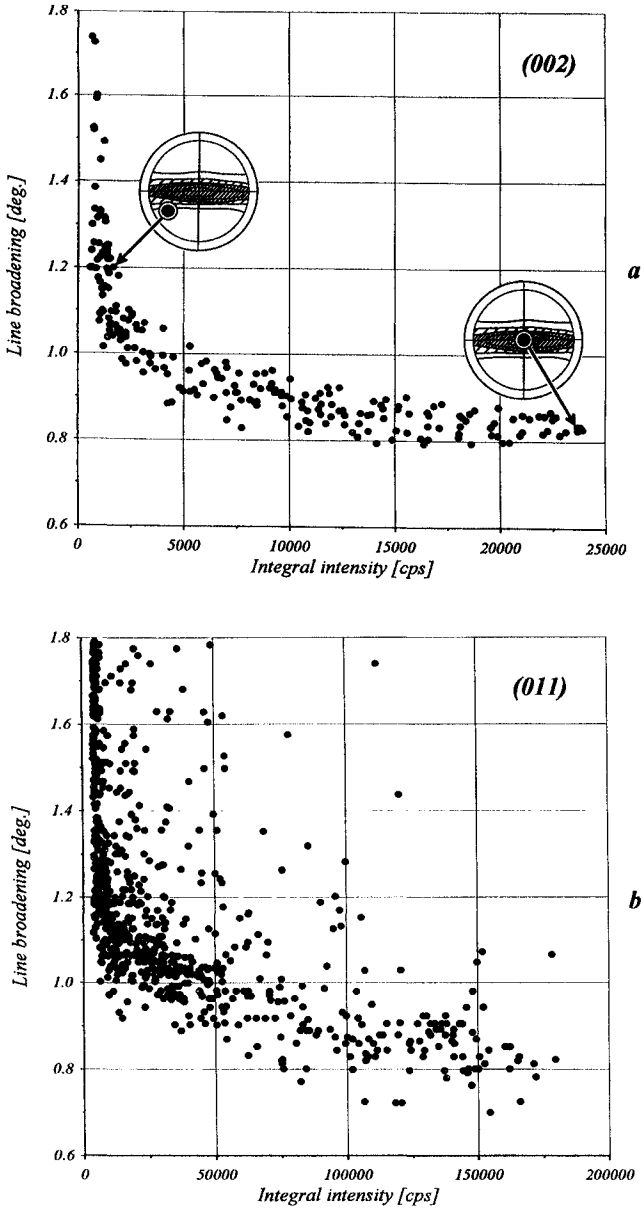 1.8
(002)
1.6
1.4
1.2
1.0
0.8
0.6
Line broadening [deg.]
a
0 5000 10000 15000 20000 25000
Integral intensity [cps]
1.8
(011)
1.6
1.4
1.2
1.0
0.8
0.6
Line broadening [deg.]
b
0 50000 100000 150000 200000
Integral intensity [cps]